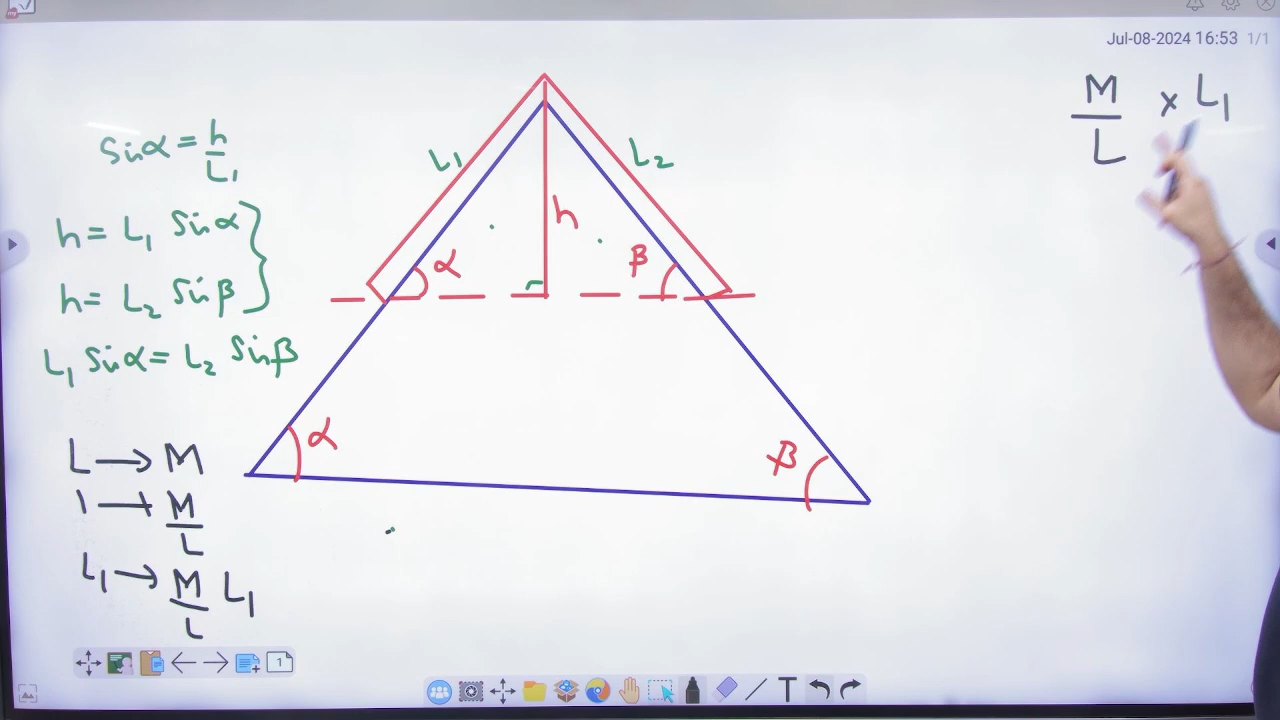 Jul-08-2024 16:53 1/1
Sinα = h/L₁
h = L₁ Sinα
h = L₂ Sinβ
L₁ Sinα = L₂ Sinβ
L → M
1 → M/L
L₁ → M/L L₁
L₁
L₂
h
α
β
α
β
M/L × L₁
1
T